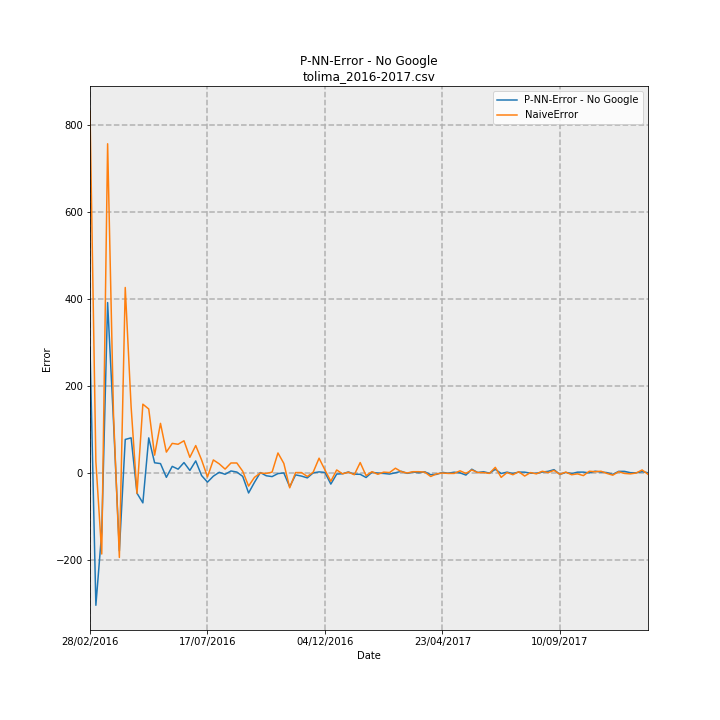 P-NN-Error - No Google
tolima_2016-2017.csv
P-NN-Error - No Google
NaiveError
800
600
400
200
0
−200
Error
28/02/2016
17/07/2016
04/12/2016
23/04/2017
10/09/2017
Date